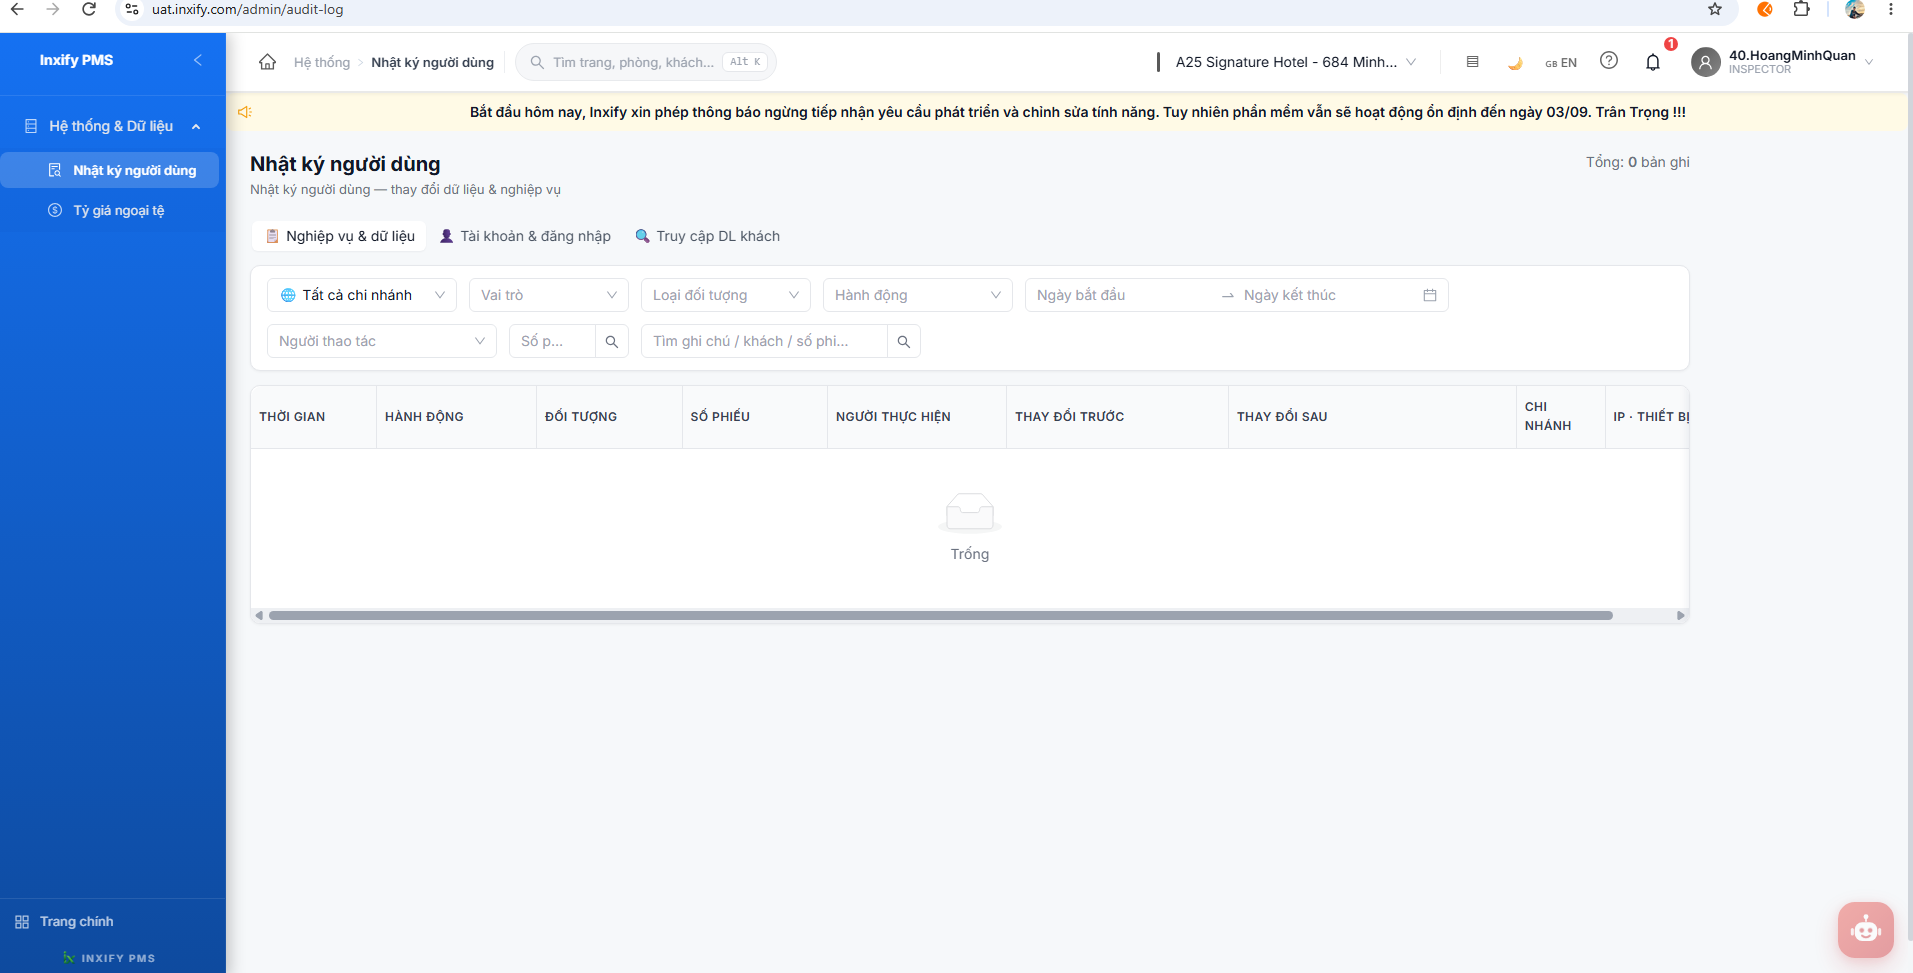 uat.inxify.com/admin/audit-log
Inxify PMS
Hệ thống
Nhật ký người dùng
Tìm trang, phòng, khách...
Alt K
A25 Signature Hotel - 684 Minh...
GB EN
1
40.HoangMinhQuan
INSPECTOR
Hệ thống & Dữ liệu
Nhật ký người dùng
Tỷ giá ngoại tệ
Bắt đầu hôm nay, Inxify xin phép thông báo ngừng tiếp nhận yêu cầu phát triển và chỉnh sửa tính năng. Tuy nhiên phần mềm vẫn sẽ hoạt động ổn định đến ngày 03/09. Trân Trọng !!!
Nhật ký người dùng
Tổng: 0 bản ghi
Nhật ký người dùng — thay đổi dữ liệu & nghiệp vụ
Nghiệp vụ & dữ liệu
Tài khoản & đăng nhập
Truy cập DL khách
Tất cả chi nhánh
Vai trò
Loại đối tượng
Hành động
Ngày bắt đầu
Ngày kết thúc
Người thao tác
Số p...
Tìm ghi chú / khách / số phi...
THỜI GIAN
HÀNH ĐỘNG
ĐỐI TƯỢNG
SỐ PHIẾU
NGƯỜI THỰC HIỆN
THAY ĐỔI TRƯỚC
THAY ĐỔI SAU
CHI
NHÁNH
IP · THIẾT BỊ
Trống
Trang chính
INXIFY PMS